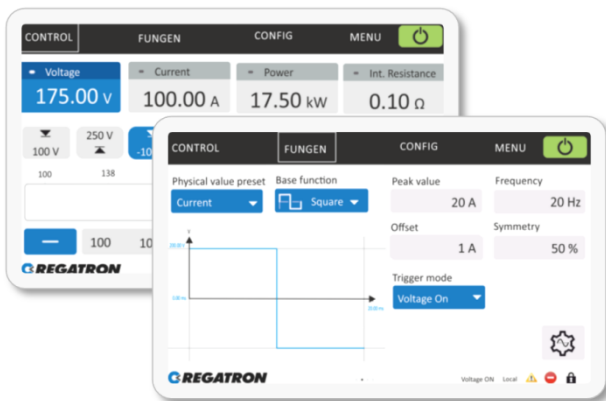 CONTROL FUNGEN CONFIG MENU
Voltage Current Power Int. Resistance
175.00 V 100.00 A 17.50 kW 0.10 Ω
100 V 250 V -10
100 138
100 10
REGATRON
CONTROL FUNGEN CONFIG MENU
Physical value preset Base function Peak value Frequency
Current Square 20 A 20 Hz
Offset Symmetry
1 A 50 %
Trigger mode
Voltage On
REGATRON
Voltage ON Local